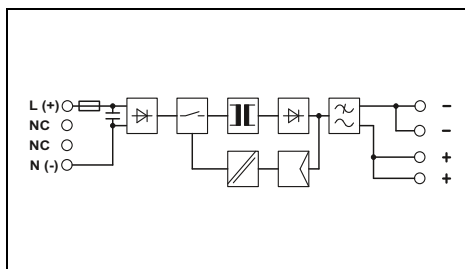 L (+)
NC
NC
N (-)
–
–
+
+